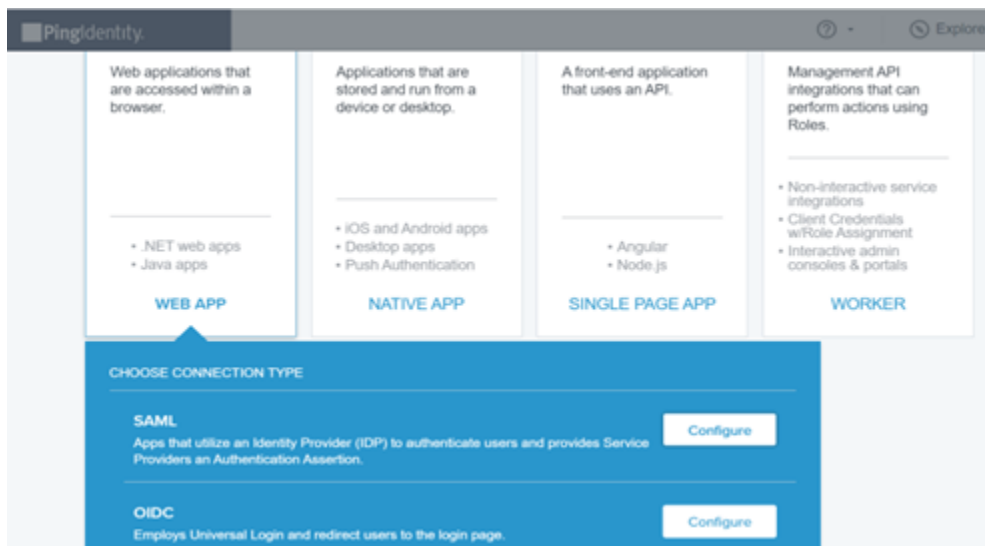 PingIdentity.
Explore
Web applications that
are accessed within a
browser.
• .NET web apps
• Java apps
WEB APP
Applications that are
stored and run from a
device or desktop.
• iOS and Android apps
• Desktop apps
• Push Authentication
NATIVE APP
A front-end application
that uses an API.
• Angular
• Node.js
SINGLE PAGE APP
Management API
integrations that can
perform actions using
Roles.
• Non-interactive service
integrations
• Client Credentials
w/Role Assignment
• Interactive admin
consoles & portals
WORKER
CHOOSE CONNECTION TYPE
SAML
Apps that utilize an Identity Provider (IDP) to authenticate users and provides Service
Providers an Authentication Assertion.
Configure
OIDC
Employs Universal Login and redirect users to the login page.
Configure